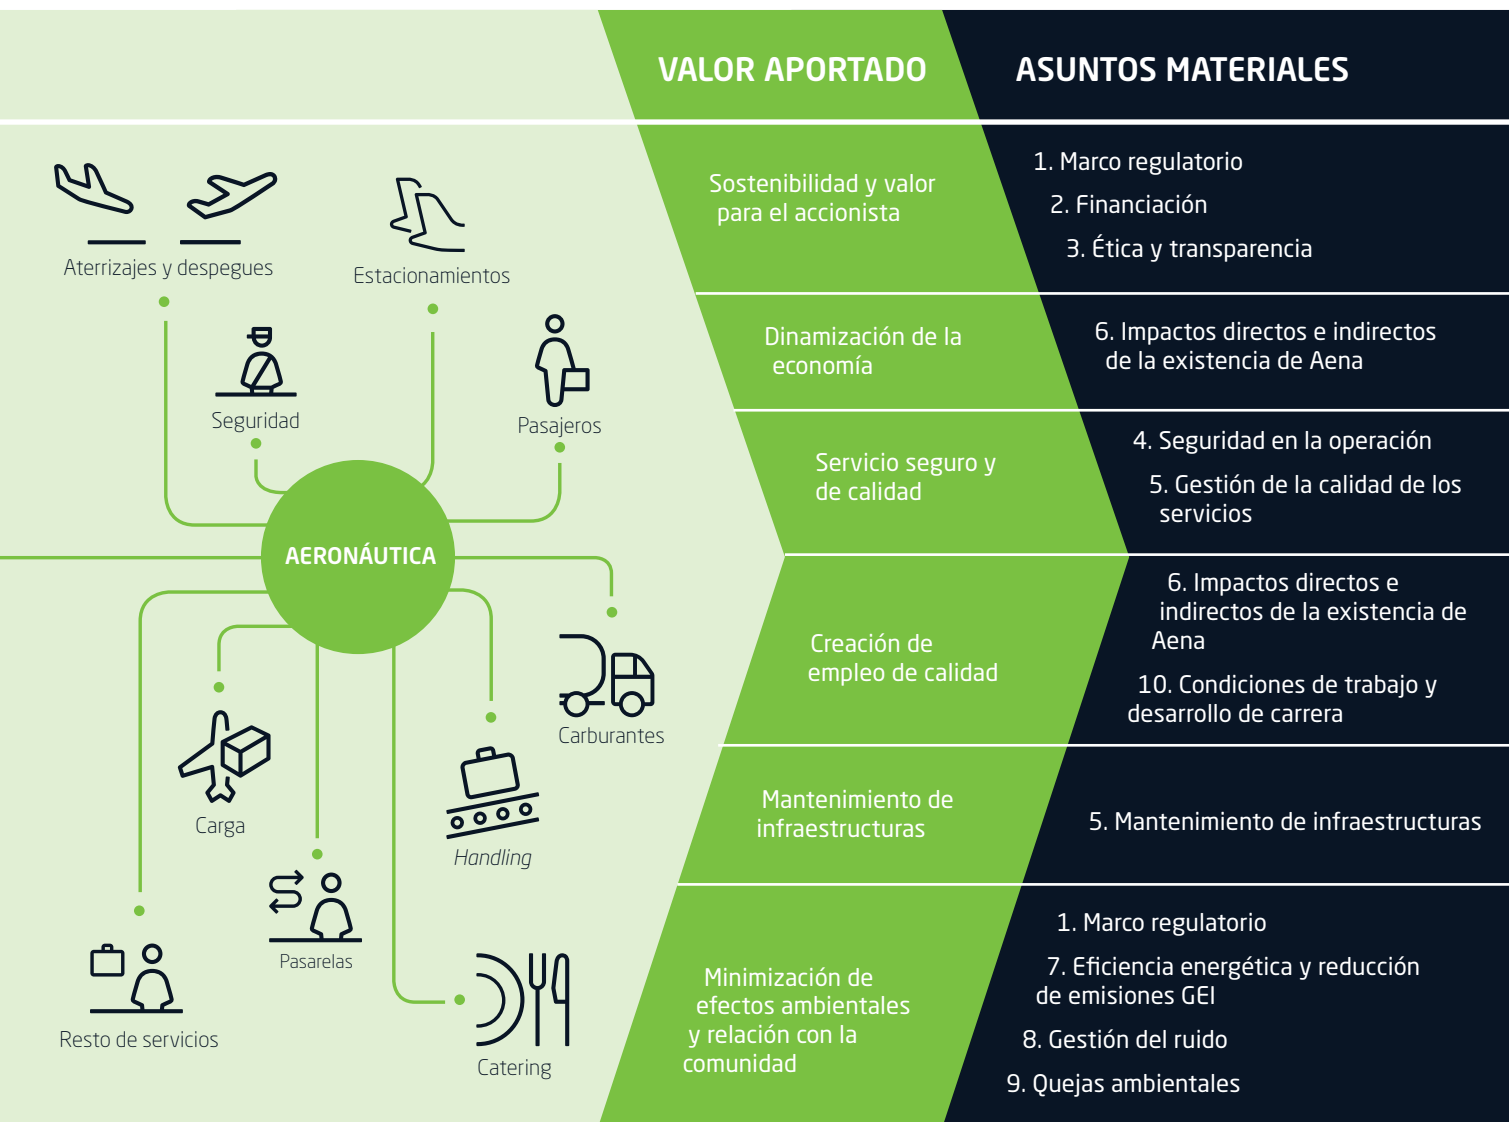 VALOR APORTADO
ASUNTOS MATERIALES
Aterrizajes y despegues
Estacionamientos
Seguridad
Pasajeros
AERONÁUTICA
Carburantes
Carga
Handling
Pasarelas
Resto de servicios
Catering
Sostenibilidad y valor
para el accionista
1. Marco regulatorio
2. Financiación
3. Ética y transparencia
Dinamización de la
economía
6. Impactos directos e indirectos
de la existencia de Aena
Servicio seguro y
de calidad
4. Seguridad en la operación
5. Gestión de la calidad de los
servicios
Creación de
empleo de calidad
6. Impactos directos e
indirectos de la existencia de
Aena
10. Condiciones de trabajo y
desarrollo de carrera
Mantenimiento de
infraestructuras
5. Mantenimiento de infraestructuras
Minimización de
efectos ambientales
y relación con la
comunidad
1. Marco regulatorio
7. Eficiencia energética y reducción
de emisiones GEI
8. Gestión del ruido
9. Quejas ambientales